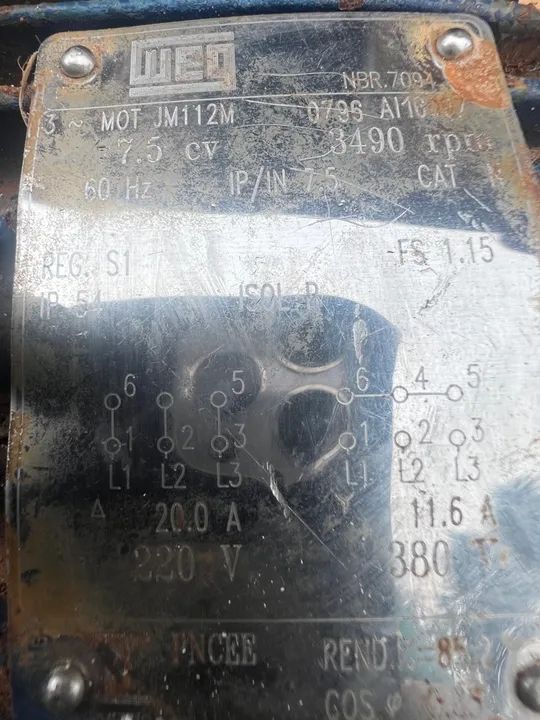 WEG
NBR.7094
3 ~ MOT JM112M 0796
7.5 cv 3490 rpm
60 Hz IP/IN 7.5 CAT
REG. S1 FS 1.15
IP 54 ISOL.
6 5 6 4 5
1 2 3 1 2 3
L1 L2 L3 L1 L2 L3
Δ 20.0 A 11.6 A
220 V 380 V
PNCEE REND.
COS φ